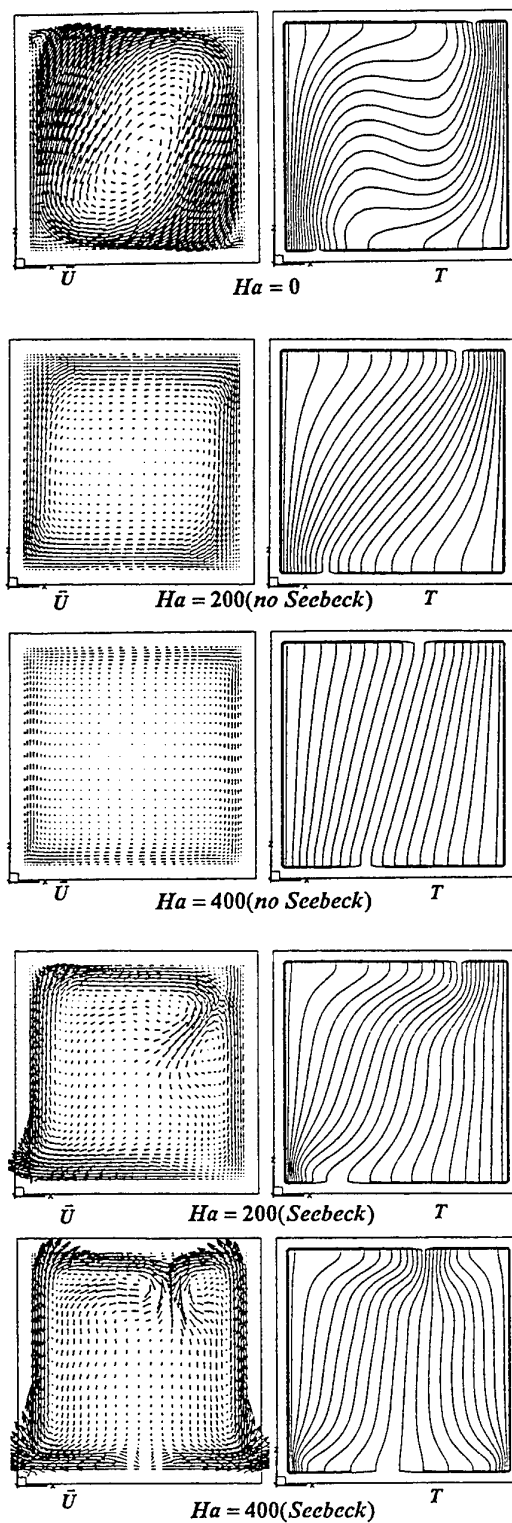 Ū T
Ha = 0
Ū Ha = 200(no Seebeck) T
Ū Ha = 400(no Seebeck) T
Ū Ha = 200(Seebeck) T
Ū Ha = 400(Seebeck) T